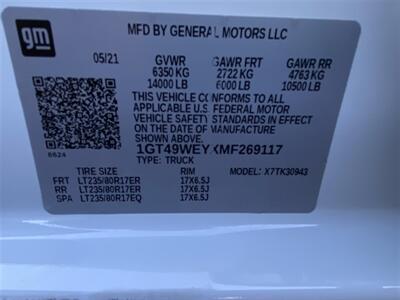 gm
MFD BY GENERAL MOTORS LLC
05/21 GVWR GAWR FRT GAWR RR
6350 KG 2722 KG 4763 KG
14000 LB 6000 LB 10500 LB
THIS VEHICLE CONFORMS TO ALL
APPLICABLE U.S. FEDERAL MOTOR
VEHICLE SAFETY STANDARDS IN EFFECT
ON THE DATE OF MANUFACTURE
SHOWN ABOVE.
6624 1GT49WEYXMF269117
TYPE: TRUCK
TIRE SIZE RIM MODEL: X7TK30943
FRT LT235/80R17ER 17X6.5J
RR LT235/80R17ER 17X6.5J
SPA LT235/80R17EQ 17X6.5J